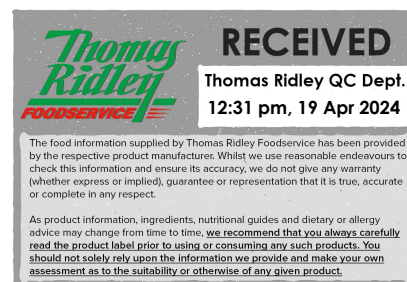 Thomas
Ridley
FOODSERVICE
RECEIVED
Thomas Ridley QC Dept.
12:31 pm, 19 Apr 2024
The food information supplied by Thomas Ridley Foodservice has been provided
by the respective product manufacturer. Whilst we use reasonable endeavours to
check this information and ensure its accuracy, we do not give any warranty
(whether express or implied), guarantee or representation that it is true, accurate
or complete in any respect.
As product information, ingredients, nutritional guides and dietary or allergy
advice may change from time to time, we recommend that you always carefully
read the product label prior to using or consuming any such products. You
should not solely rely upon the information we provide and make your own
assessment as to the suitability or otherwise of any given product.